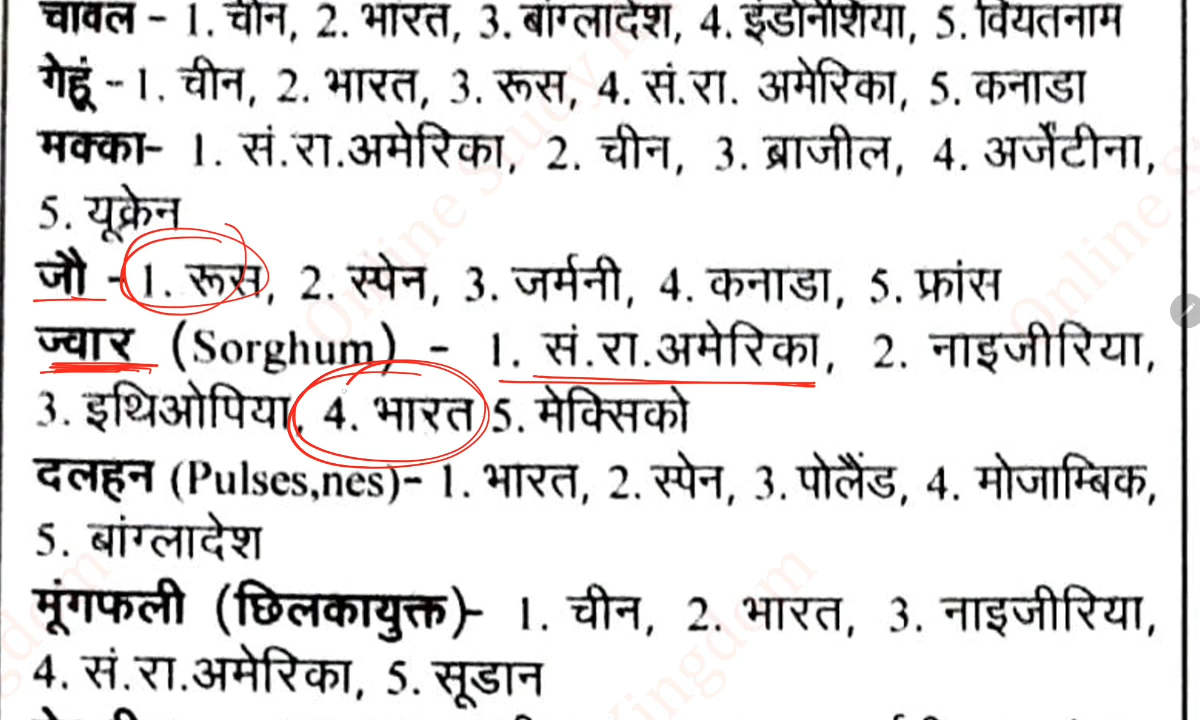 चावल - 1. चीन, 2. भारत, 3. बांग्लादेश, 4. इंडोनेशिया, 5. वियतनाम
गेहूं - 1. चीन, 2. भारत, 3. रूस, 4. सं.रा. अमेरिका, 5. कनाडा
मक्का- 1. सं.रा.अमेरिका, 2. चीन, 3. ब्राजील, 4. अर्जेंटीना,
5. यूक्रेन
जौ - 1. रूस, 2. स्पेन, 3. जर्मनी, 4. कनाडा, 5. फ्रांस
ज्वार (Sorghum) - 1. सं.रा.अमेरिका, 2. नाइजीरिया,
3. इथिओपिया, 4. भारत 5. मेक्सिको
दलहन (Pulses,nes)- 1. भारत, 2. स्पेन, 3. पोलैंड, 4. मोजाम्बिक,
5. बांग्लादेश
मूंगफली (छिलकायुक्त)- 1. चीन, 2. भारत, 3. नाइजीरिया,
4. सं.रा.अमेरिका, 5. सूडान